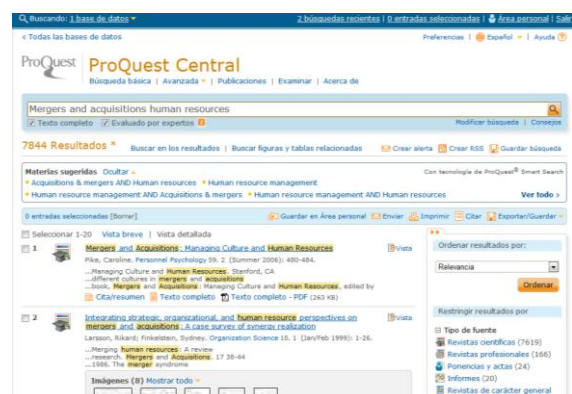 Buscando: 1 base de datos
2 búsquedas recientes | 0 entradas seleccionadas | Área personal | Salir
< Todas las bases de datos
Preferencias | Español | Ayuda
ProQuest
ProQuest Central
Búsqueda básica | Avanzada | Publicaciones | Examinar | Acerca de
Mergers and acquisitions human resources
Texto completo Evaluado por expertos
Modificar búsqueda | Consejos
7844 Resultados *
Buscar en los resultados | Buscar figuras y tablas relacionadas
Crear alerta Crear RSS Guardar búsqueda
Materias sugeridas Ocultar
Con tecnología de ProQuest® Smart Search
Acquisitions & mergers AND Human resources * Human resource management
Human resource management AND Acquisitions & mergers * Human resource management AND Human resources
Ver todo >
0 entradas seleccionadas [Borrar]
Guardar en Área personal Enviar Imprimir Citar Exportar/Guardar
Seleccionar 1-20 Vista breve | Vista detallada
1 Mergers and Acquisitions: Managing Culture and Human Resources
Vista
Pike, Caroline. Personnel Psychology 59. 2 (Summer 2006): 480-484.
...Managing Culture and Human Resources. Stanford, CA
...different cultures in mergers and acquisitions
...book, Mergers and Acquisitions: Managing Culture and Human Resources, edited by
Cita/resumen Texto completo Texto completo - PDF (263 KB)
2 Integrating strategic, organizational, and human resource perspectives on
mergers and acquisitions: A case survey of synergy realization
Vista
Larsson, Rikard; Finkelstein, Sydney. Organization Science 10. 1 (Jan/Feb 1999): 1-26.
...Merging human resources: A review
...research. Mergers and Acquisitions. 17 38-44
...1986. The merger syndrome
Imágenes (8) Mostrar todo
Ordenar resultados por:
Relevancia
Ordenar
Restringir resultados por
Tipo de fuente
Revistas científicas (7619)
Revistas profesionales (166)
Ponencias y actas (24)
Informes (20)
Revistas de carácter general